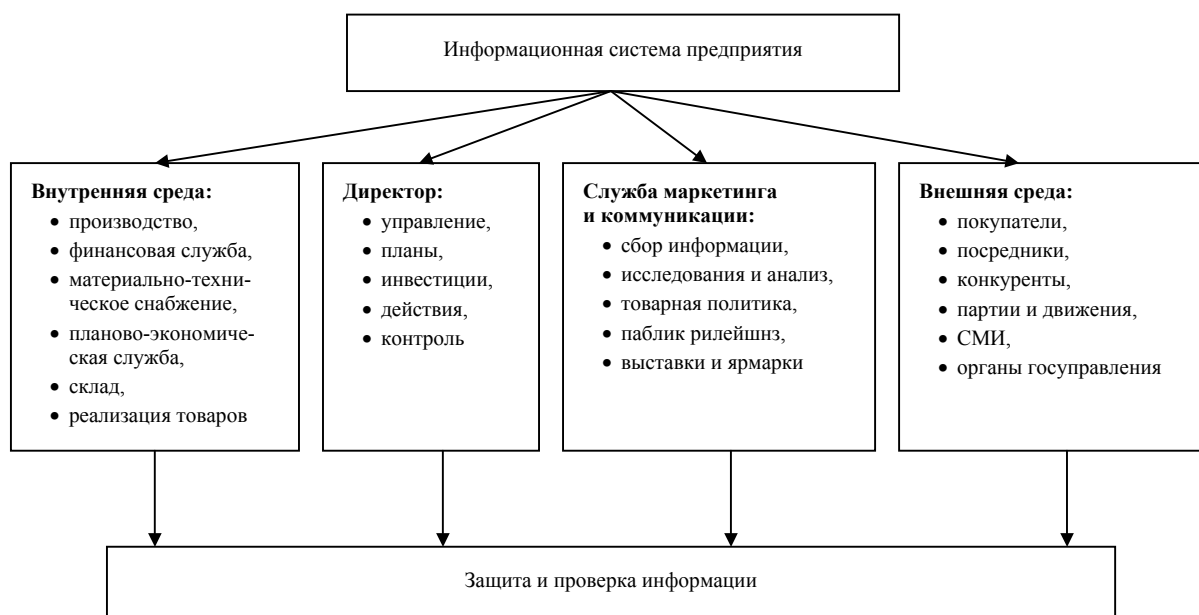 Информационная система предприятия
Внутренняя среда:
• производство,
• финансовая служба,
• материально-техни-
ческое снабжение,
• планово-экономиче-
ская служба,
• склад,
• реализация товаров
Директор:
• управление,
• планы,
• инвестиции,
• действия,
• контроль
Служба маркетинга
и коммуникации:
• сбор информации,
• исследования и анализ,
• товарная политика,
• паблик рилейшнз,
• выставки и ярмарки
Внешняя среда:
• покупатели,
• посредники,
• конкуренты,
• партии и движения,
• СМИ,
• органы госуправления
Защита и проверка информации